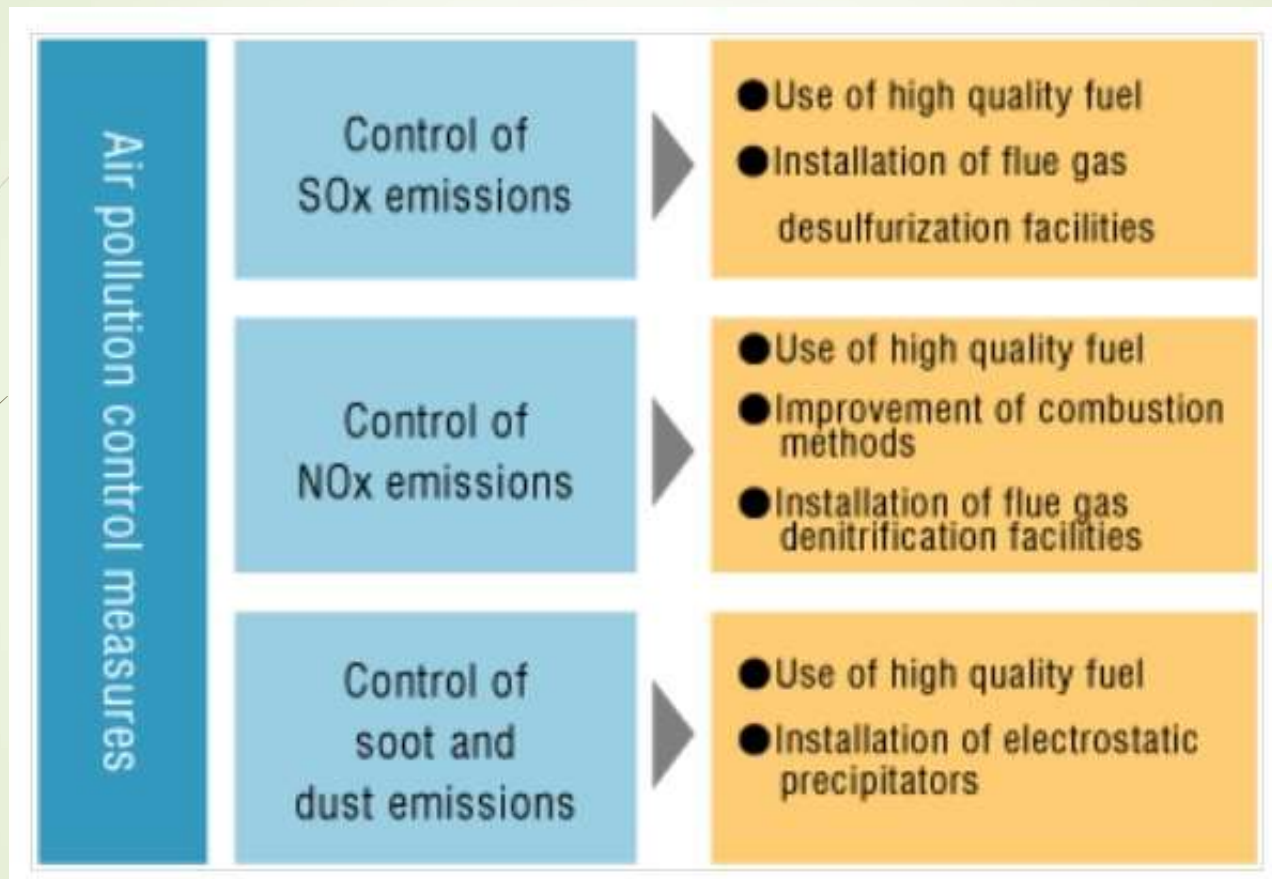 Air pollution control measures
Control of
SOx emissions
●Use of high quality fuel
●Installation of flue gas
desulfurization facilities
Control of
NOx emissions
●Use of high quality fuel
●Improvement of combustion
methods
●Installation of flue gas
denitrification facilities
Control of
soot and
dust emissions
●Use of high quality fuel
●Installation of electrostatic
precipitators